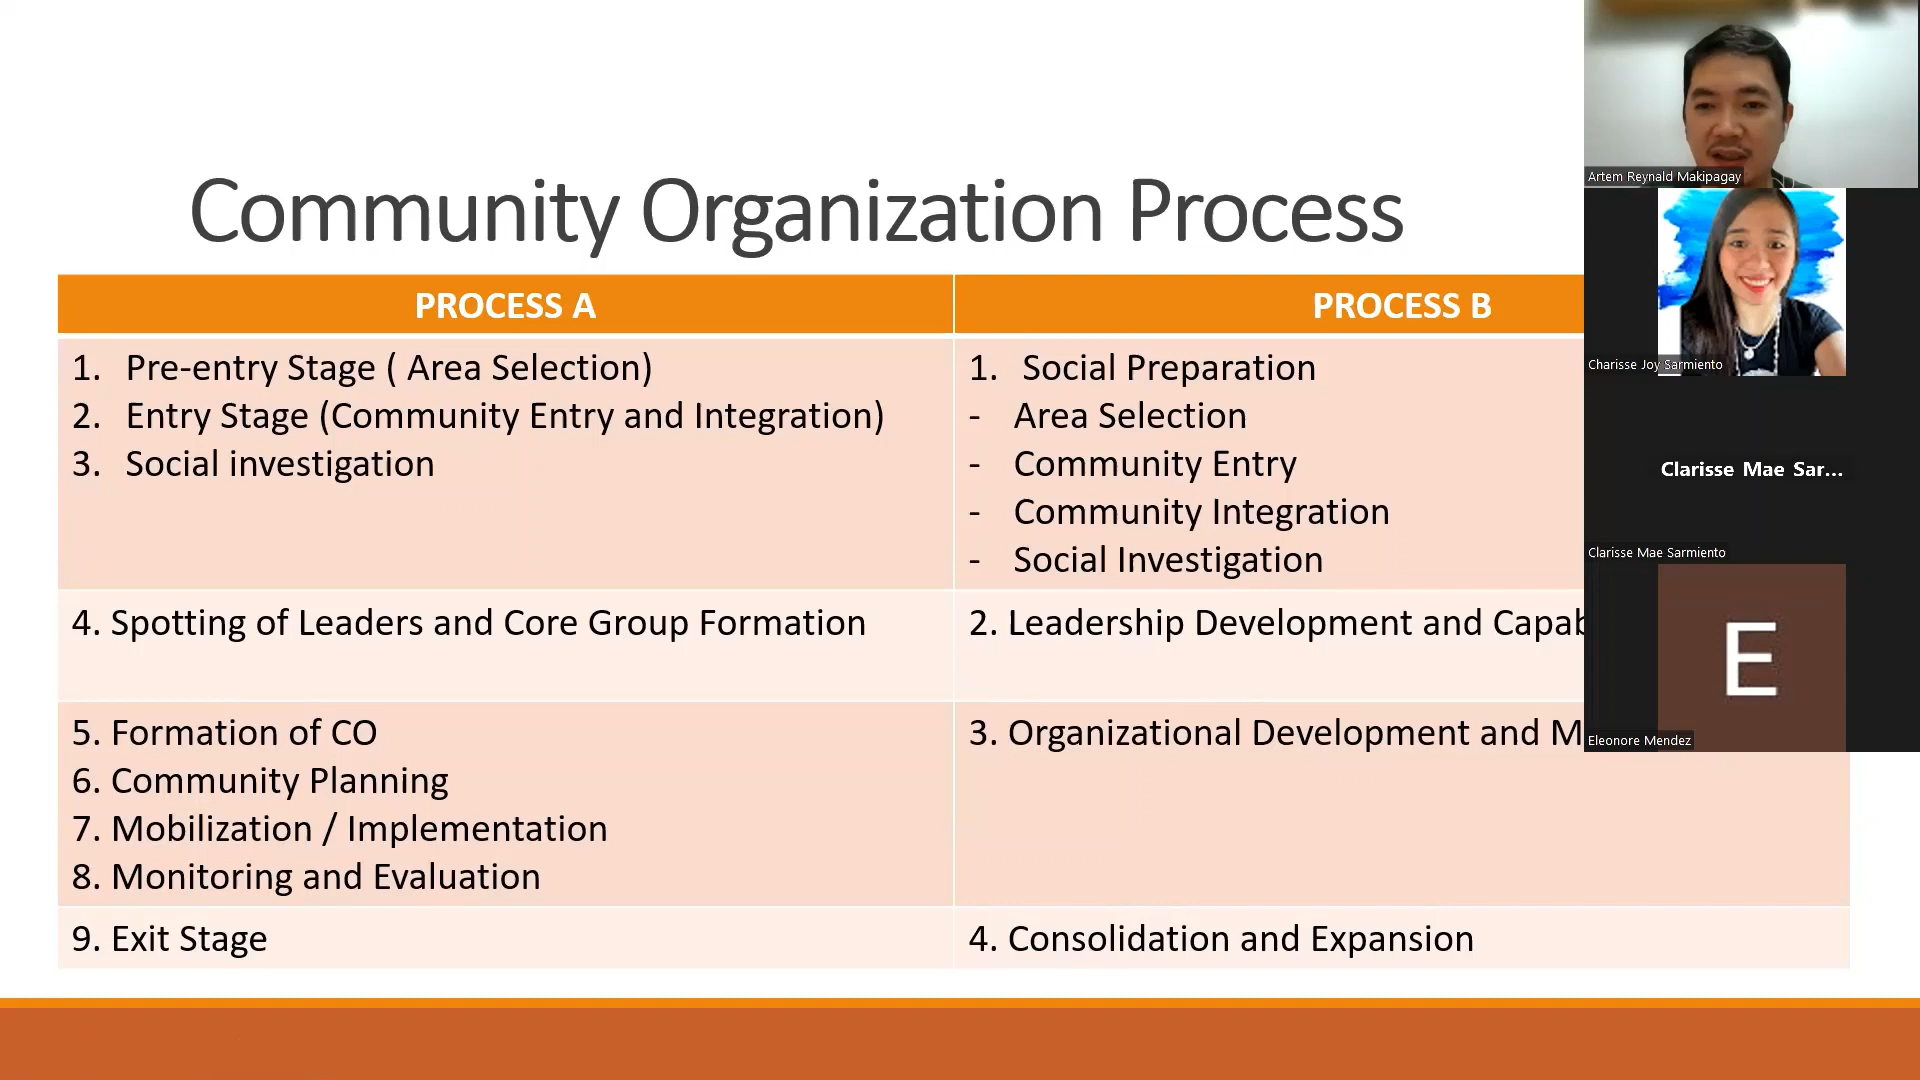 Community Organization Process
PROCESS A
PROCESS B
1. Pre-entry Stage ( Area Selection)
2. Entry Stage (Community Entry and Integration)
3. Social investigation
1. Social Preparation
- Area Selection
- Community Entry
- Community Integration
- Social Investigation
4. Spotting of Leaders and Core Group Formation
2. Leadership Development and Capab
5. Formation of CO
6. Community Planning
7. Mobilization / Implementation
8. Monitoring and Evaluation
3. Organizational Development and M
9. Exit Stage
4. Consolidation and Expansion
Artem Reynald Makipagay
Charisse Joy Sarmiento
Clarisse Mae Sar...
Clarisse Mae Sarmiento
E
Eleonore Mendez